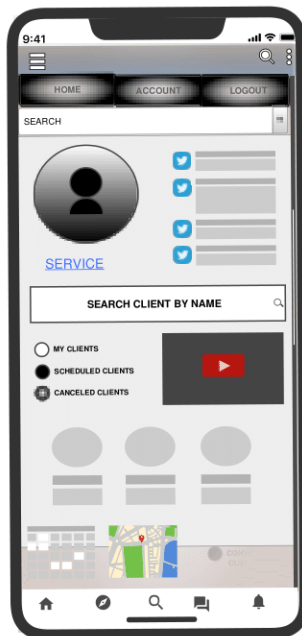 9:41
HOME ACCOUNT LOGOUT
SEARCH
SERVICE
SEARCH CLIENT BY NAME
MY CLIENTS
SCHEDULED CLIENTS
CANCELED CLIENTS